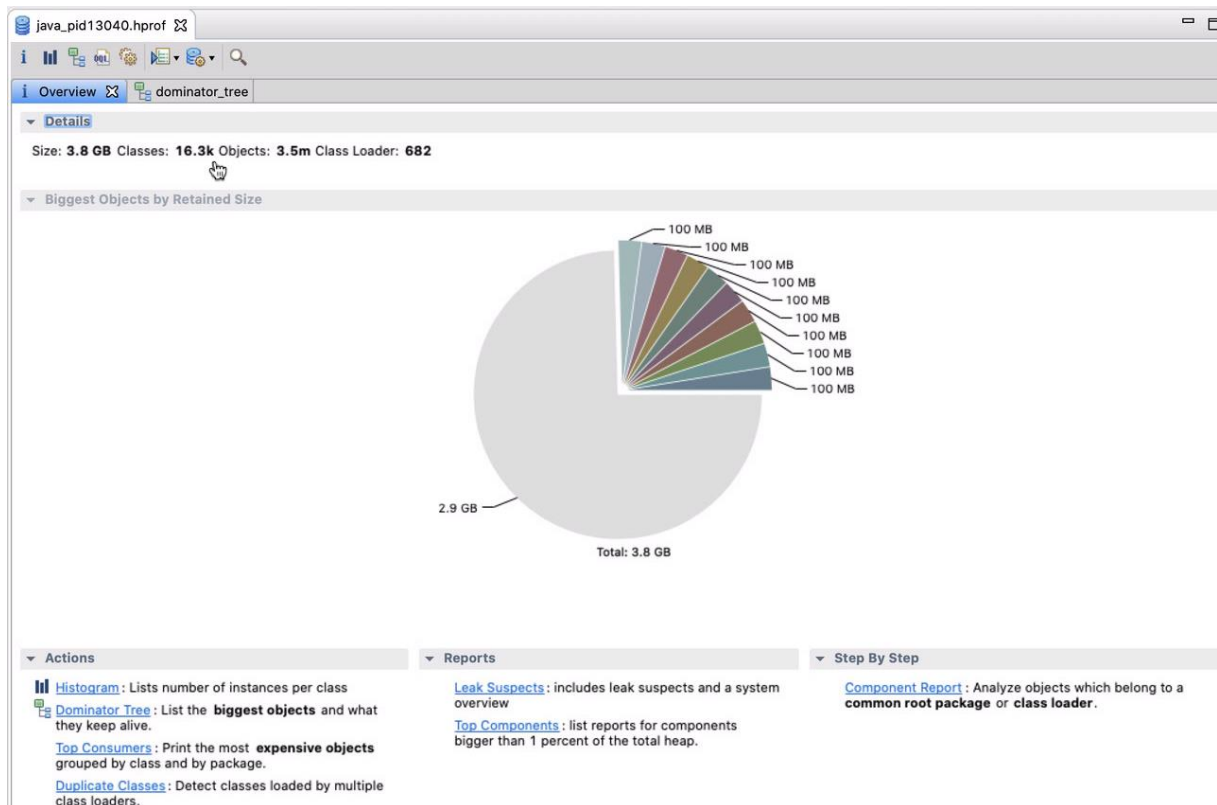 java_pid13040.hprof
i OQL
i Overview dominator_tree
Details
Size: 3.8 GB Classes: 16.3k Objects: 3.5m Class Loader: 682
Biggest Objects by Retained Size
100 MB
100 MB
100 MB
100 MB
100 MB
100 MB
100 MB
100 MB
100 MB
100 MB
2.9 GB
Total: 3.8 GB
Actions
Histogram : Lists number of instances per class
Dominator Tree : List the biggest objects and what
they keep alive.
Top Consumers : Print the most expensive objects
grouped by class and by package.
Duplicate Classes : Detect classes loaded by multiple
class loaders.
Reports
Leak Suspects : includes leak suspects and a system
overview
Top Components : list reports for components
bigger than 1 percent of the total heap.
Step By Step
Component Report : Analyze objects which belong to a
common root package or class loader.